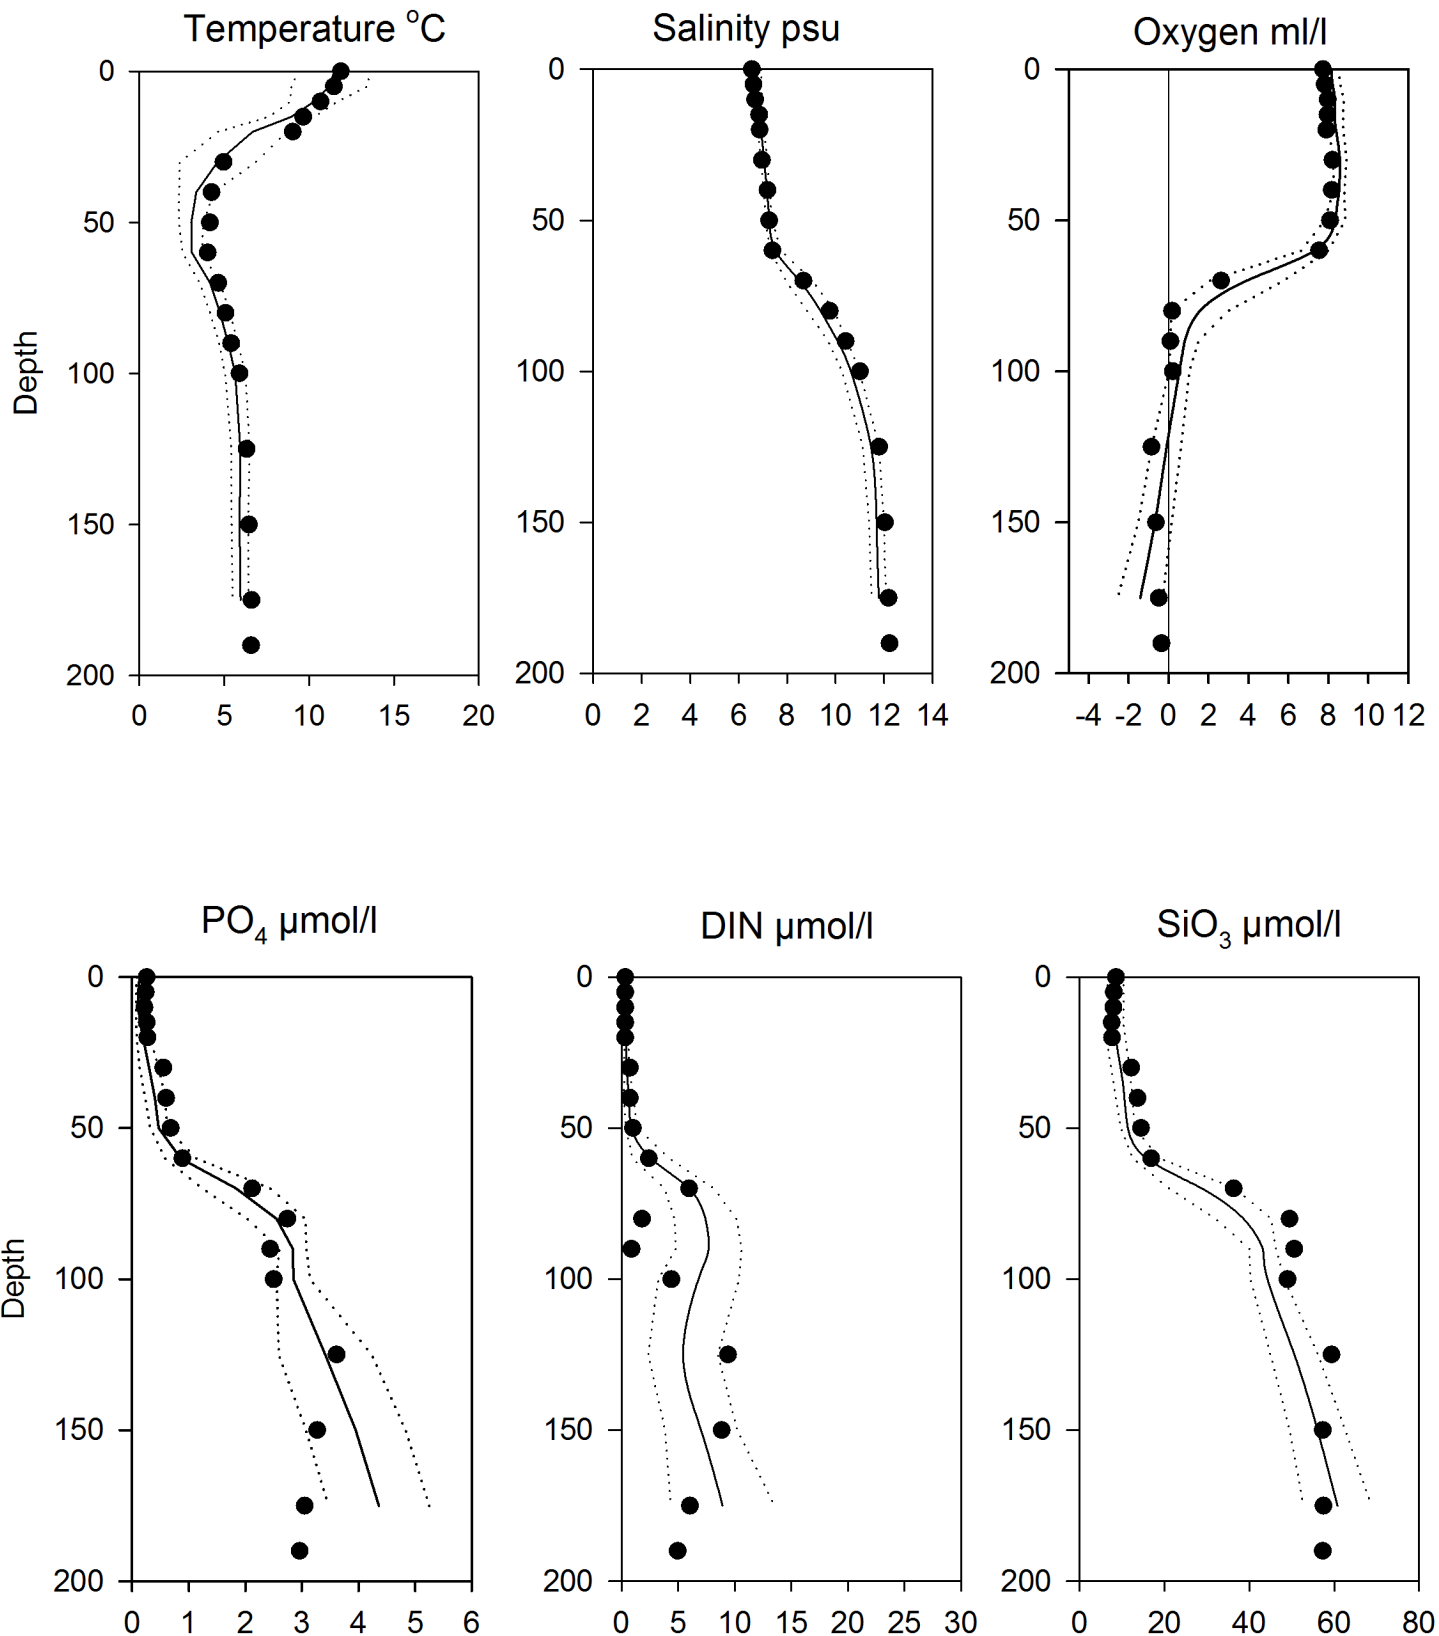 Temperature °C
Salinity psu
Oxygen ml/l
0
50
100
150
200
Depth
0 5 10 15 20
0
50
100
150
200
0 2 4 6 8 10 12 14
0
50
100
150
200
-4 -2 0 2 4 6 8 10 12
PO₄ µmol/l
DIN µmol/l
SiO₃ µmol/l
0
50
100
150
200
Depth
0 1 2 3 4 5 6
0
50
100
150
200
0 5 10 15 20 25 30
0
50
100
150
200
0 20 40 60 80